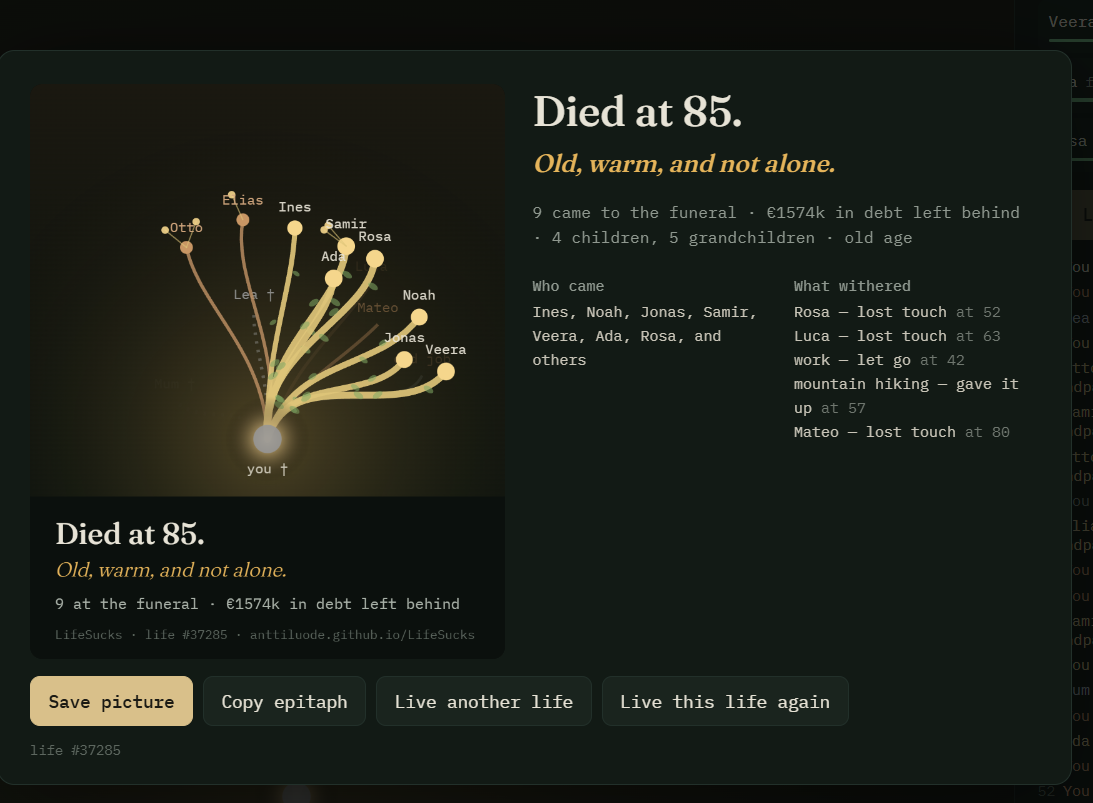 Veera
Elias
Ines
Otto
Samir
Rosa
Ada
Lea †
Noah
Mateo
Jonas
Veera
you †
Died at 85.
Old, warm, and not alone.
9 at the funeral · €1574k in debt left behind
LifeSucks · life #37285 · anttiluode.github.io/LifeSucks
Died at 85.
Old, warm, and not alone.
9 came to the funeral · €1574k in debt left behind
· 4 children, 5 grandchildren · old age
Who came
Ines, Noah, Jonas, Samir,
Veera, Ada, Rosa, and
others
What withered
Rosa — lost touch at 52
Luca — lost touch at 63
work — let go at 42
mountain hiking — gave it
up at 57
Mateo — lost touch at 80
Save picture
Copy epitaph
Live another life
Live this life again
life #37285
52 You